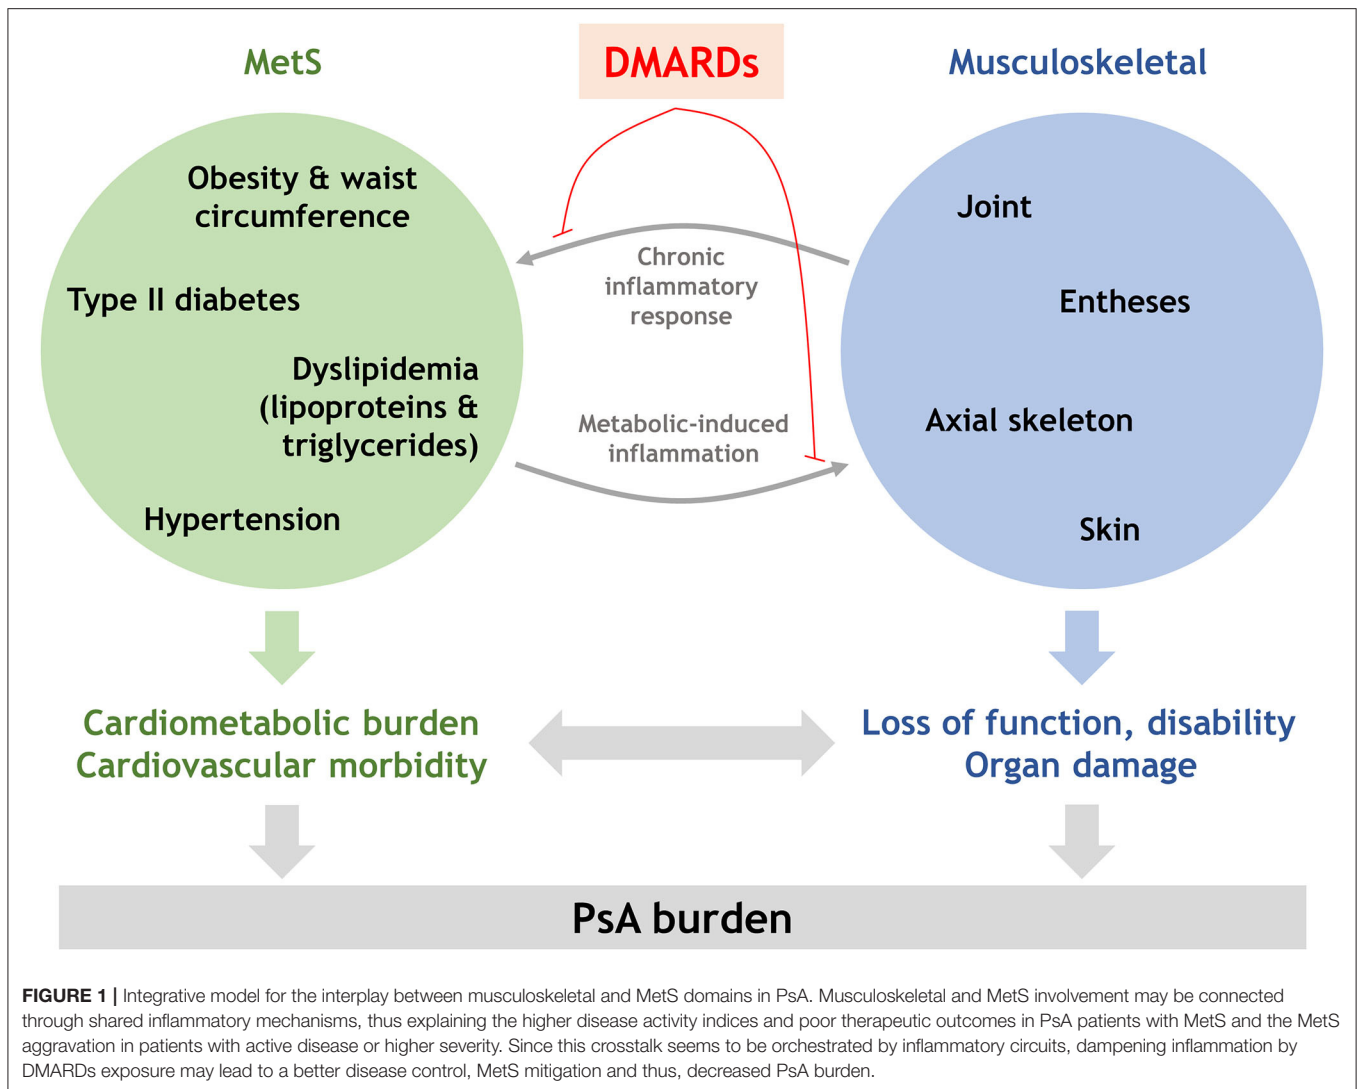 MetS
DMARDs
Musculoskeletal
Obesity & waist
circumference
Type II diabetes
Dyslipidemia
(lipoproteins &
triglycerides)
Hypertension
Chronic
inflammatory
response
Metabolic-induced
inflammation
Joint
Entheses
Axial skeleton
Skin
Cardiometabolic burden
Cardiovascular morbidity
Loss of function, disability
Organ damage
PsA burden
FIGURE 1 | Integrative model for the interplay between musculoskeletal and MetS domains in PsA. Musculoskeletal and MetS involvement may be connected
through shared inflammatory mechanisms, thus explaining the higher disease activity indices and poor therapeutic outcomes in PsA patients with MetS and the MetS
aggravation in patients with active disease or higher severity. Since this crosstalk seems to be orchestrated by inflammatory circuits, dampening inflammation by
DMARDs exposure may lead to a better disease control, MetS mitigation and thus, decreased PsA burden.